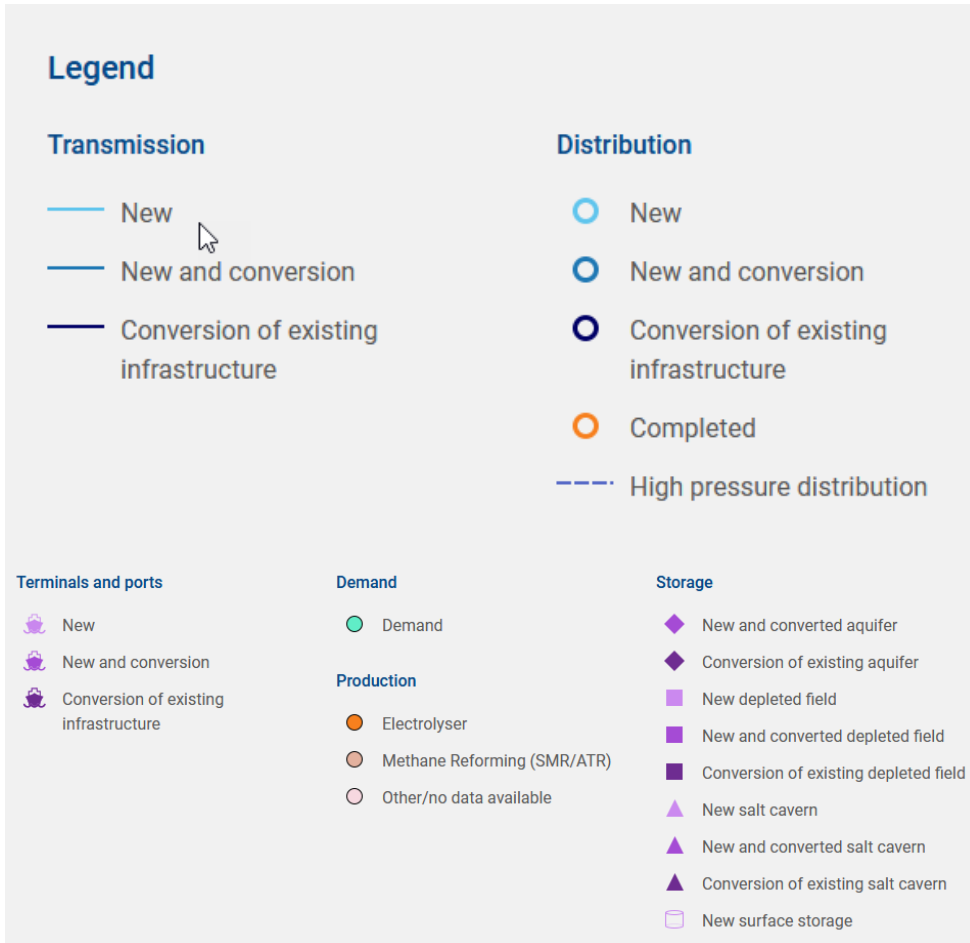 Legend
Transmission
New
New and conversion
Conversion of existing
infrastructure
Distribution
New
New and conversion
Conversion of existing
infrastructure
Completed
High pressure distribution
Terminals and ports
New
New and conversion
Conversion of existing
infrastructure
Demand
Demand
Production
Electrolyser
Methane Reforming (SMR/ATR)
Other/no data available
Storage
New and converted aquifer
Conversion of existing aquifer
New depleted field
New and converted depleted field
Conversion of existing depleted field
New salt cavern
New and converted salt cavern
Conversion of existing salt cavern
New surface storage